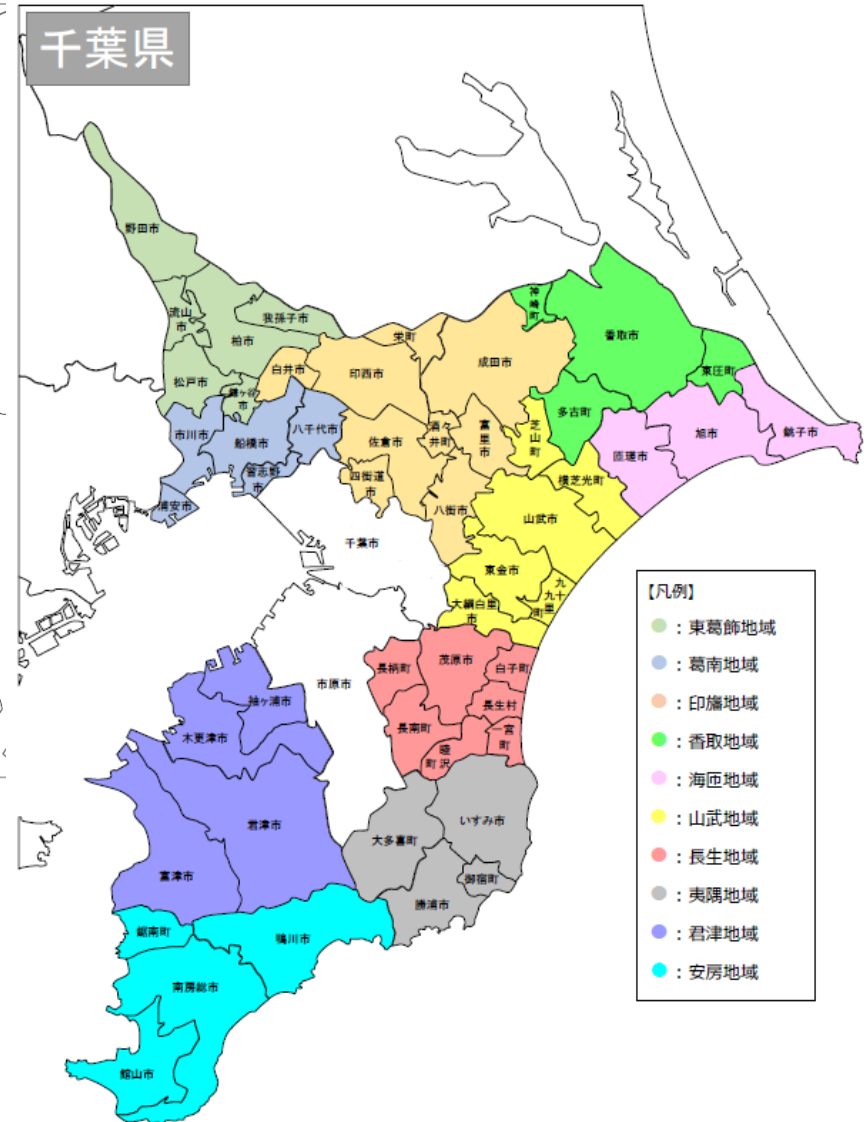 千葉県
野田市
流山
市
我孫子市
柏市
松戸市
鎌ヶ谷
市
白井市
印西市
栄町
成田市
神崎町
香取市
東圧町
多古町
市川市
船橋市
八千代市
習志野
市
浦安市
佐倉市
酒々
井町
富里市
芝山町
四街道
市
八街市
千葉市
匝瑳市
旭市
銚子市
横芝光町
山武市
東金市
九十九里
町
大網白里
市
長柄町
茂原市
白子町
長生村
長南町
一宮
町
睦沢
町
市原市
袖ヶ浦市
木更津市
君津市
富津市
いすみ市
大多喜町
御宿町
勝浦市
鋸南町
鴨川市
南房総市
館山市
【凡例】
:東葛飾地域
:葛南地域
:印旛地域
:香取地域
:海匝地域
:山武地域
:長生地域
:夷隅地域
:君津地域
:安房地域